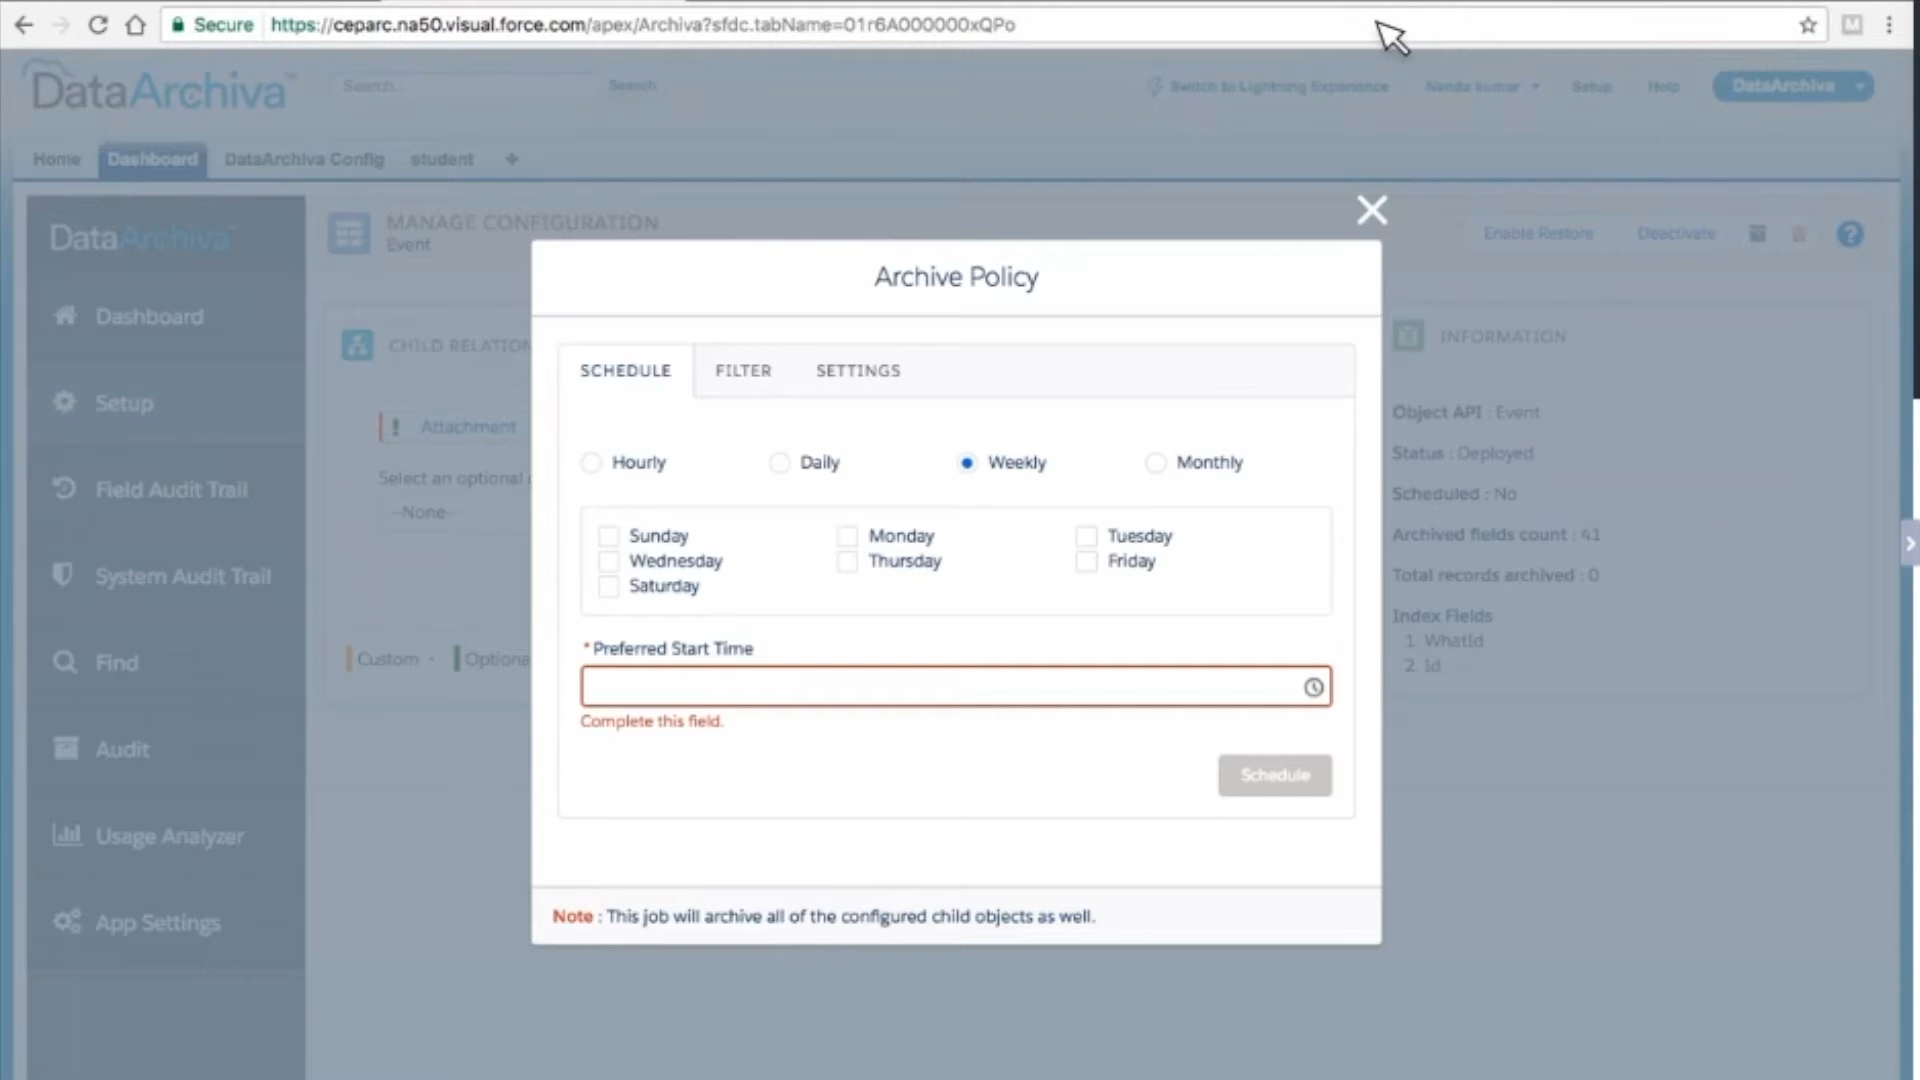 Secure https://ceparc.na50.visual.force.com/apex/Archiva?sfdc.tabName=01r6A000000xQPo
DataArchiva™ Search... Search Switch to Lightning Experience Nanda kumar Setup Help DataArchiva
Home Dashboard DataArchiva Config student +
DataArchiva™
MANAGE CONFIGURATION
Event
Enable Restore Deactivate ?
Archive Policy
Dashboard
Setup
Field Audit Trail
System Audit Trail
Find
Audit
Usage Analyzer
App Settings
CHILD RELATION
! Attachment
Select an optional
--None--
Custom - Optiona
SCHEDULE FILTER SETTINGS
Hourly Daily Weekly Monthly
Sunday Monday Tuesday
Wednesday Thursday Friday
Saturday
* Preferred Start Time
Complete this field.
Schedule
Note : This job will archive all of the configured child objects as well.
INFORMATION
Object API : Event
Status : Deployed
Scheduled : No
Archived fields count : 41
Total records archived : 0
Index Fields
1. WhatId
2. Id